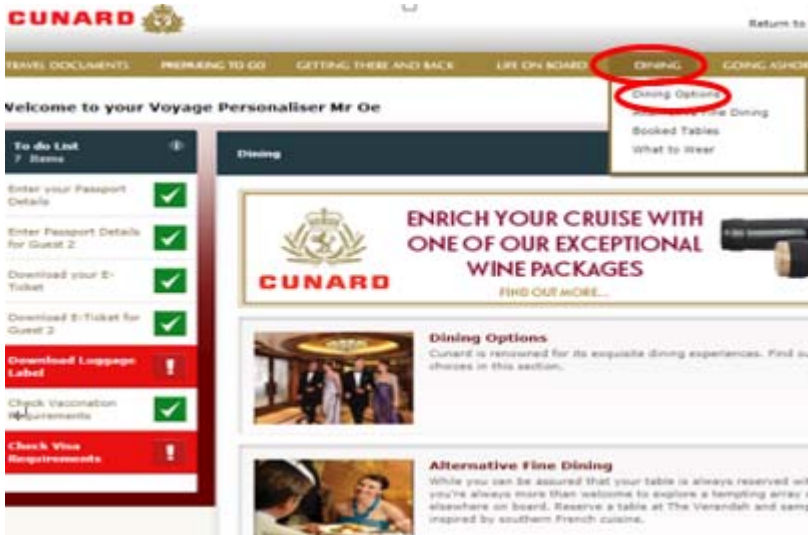 CUNARD
Return to
TRAVEL DOCUMENTS PREPARING TO GO GETTING THERE AND BACK LIFE ON BOARD DINING GOING ASHOR
Dining Options
Alternative Fine Dining
Booked Tables
What to Wear
Welcome to your Voyage Personaliser Mr Oe
To do List
7 Items
Enter your Passport
Details
Enter Passport Details
for Guest 2
Download your E-
Ticket
Download E-Ticket for
Guest 2
Download Luggage
Label
Check Vaccination
Requirements
Check Visa
Requirements
Dining
CUNARD
ENRICH YOUR CRUISE WITH
ONE OF OUR EXCEPTIONAL
WINE PACKAGES
FIND OUT MORE...
Dining Options
Cunard is renowned for its exquisite dining experiences. Find ou
choices in this section.
Alternative Fine Dining
While you can be assured that your table is always reserved wit
you're always more than welcome to explore a tempting array
elsewhere on board. Reserve a table at The Verandah and samp
inspired by southern French cuisine.